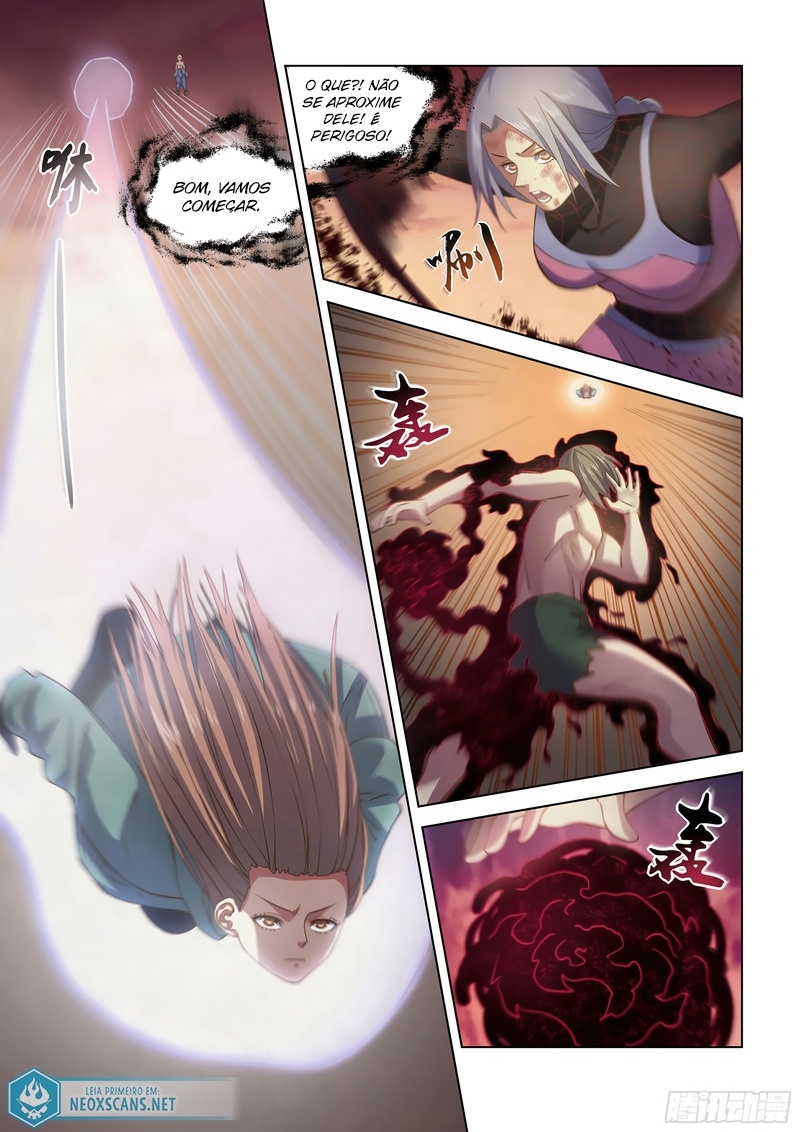 咻
BOM, VAMOS
COMEÇAR.
O QUE?! NÃO
SE APROXIME
DELE! É
PERIGOSO!
唰
轰
轰
LEIA PRIMEIRO EM:
NEOXSCANS.NET
腾讯动漫